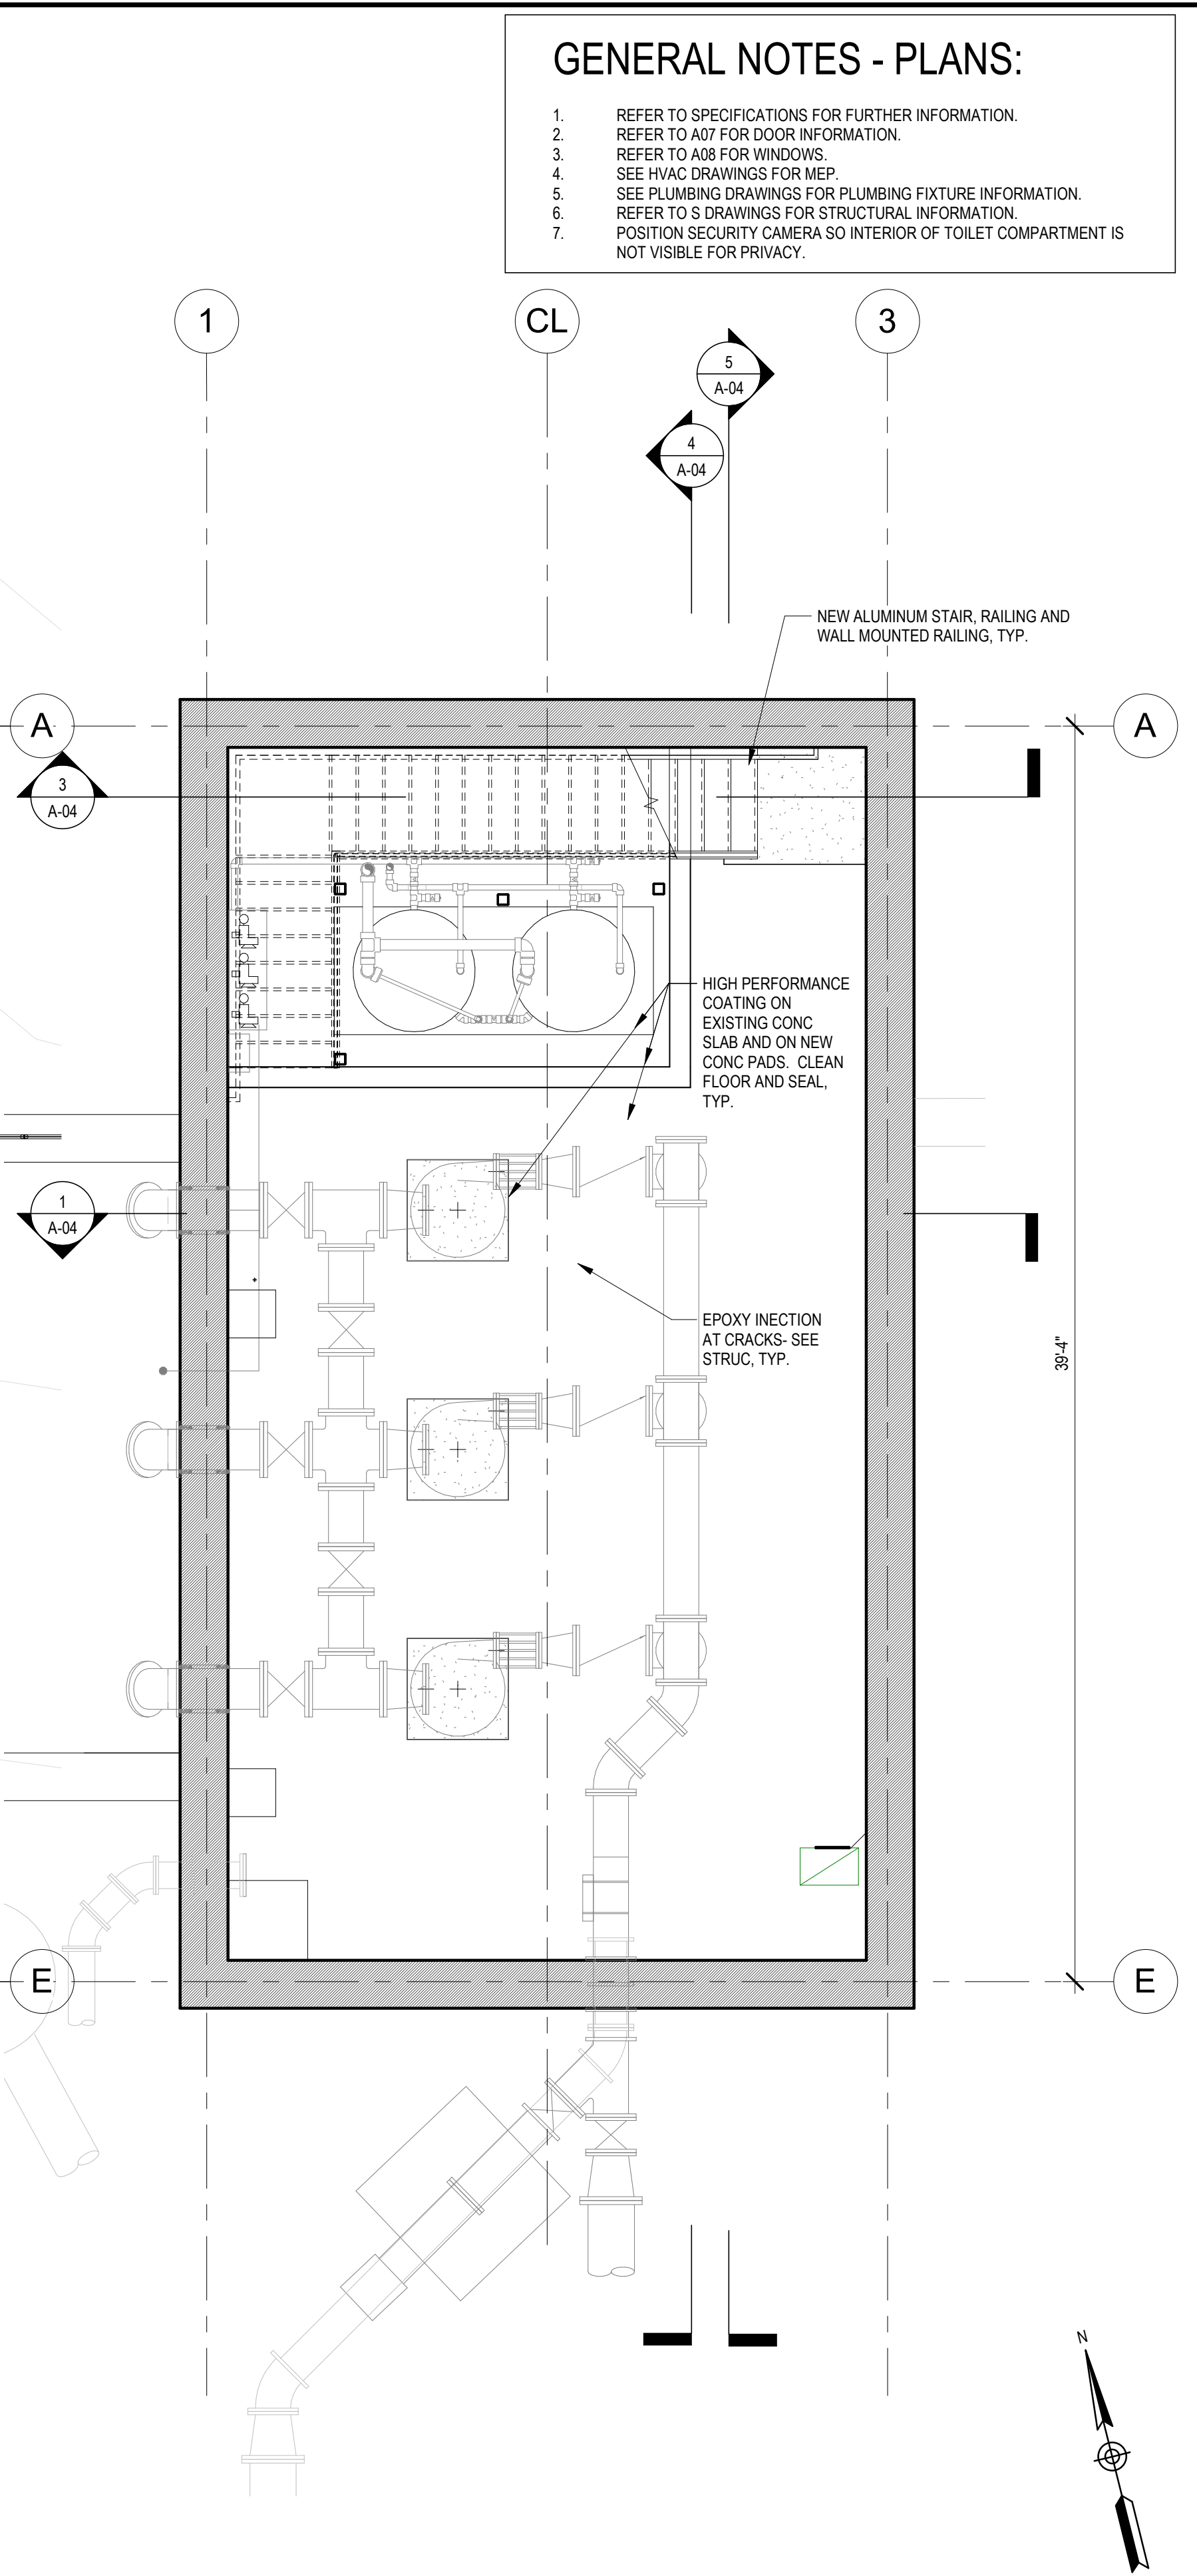 GENERAL NOTES - PLANS:
1. REFER TO SPECIFICATIONS FOR FURTHER INFORMATION.
2. REFER TO A07 FOR DOOR INFORMATION.
3. REFER TO A08 FOR WINDOWS.
4. SEE HVAC DRAWINGS FOR MEP.
5. SEE PLUMBING DRAWINGS FOR PLUMBING FIXTURE INFORMATION.
6. REFER TO S DRAWINGS FOR STRUCTURAL INFORMATION.
7. POSITION SECURITY CAMERA SO INTERIOR OF TOILET COMPARTMENT IS
NOT VISIBLE FOR PRIVACY.
1
CL
3
5
A-04
4
A-04
NEW ALUMINUM STAIR, RAILING AND
WALL MOUNTED RAILING, TYP.
A
A
3
A-04
HIGH PERFORMANCE
COATING ON
EXISTING CONC
SLAB AND ON NEW
CONC PADS. CLEAN
FLOOR AND SEAL,
TYP.
1
A-04
EPOXY INECTION
AT CRACKS- SEE
STRUC, TYP.
39'-4"
E
E
N